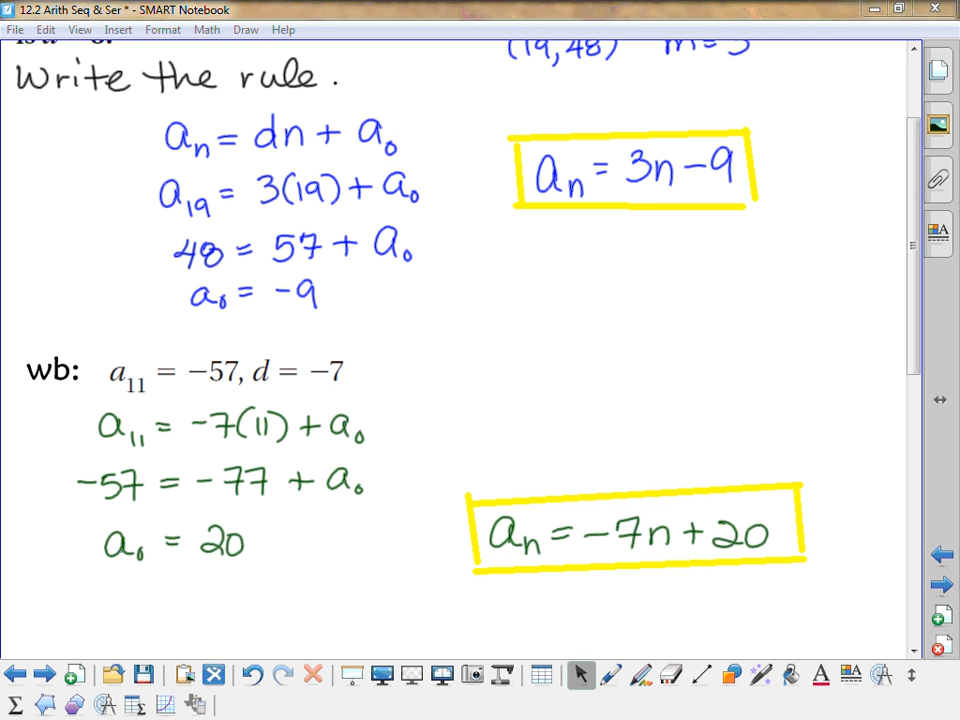 12.2 Arith Seq & Ser * - SMART Notebook
File Edit View Insert Format Math Draw Help
(19,48) m = 3
Write the rule.
aₙ = dn + a₀
aₙ = 3n − 9
a₁₉ = 3(19) + a₀
48 = 57 + a₀
a₀ = −9
wb: a₁₁ = −57, d = −7
a₁₁ = −7(11) + a₀
−57 = −77 + a₀
a₀ = 20
aₙ = −7n + 20